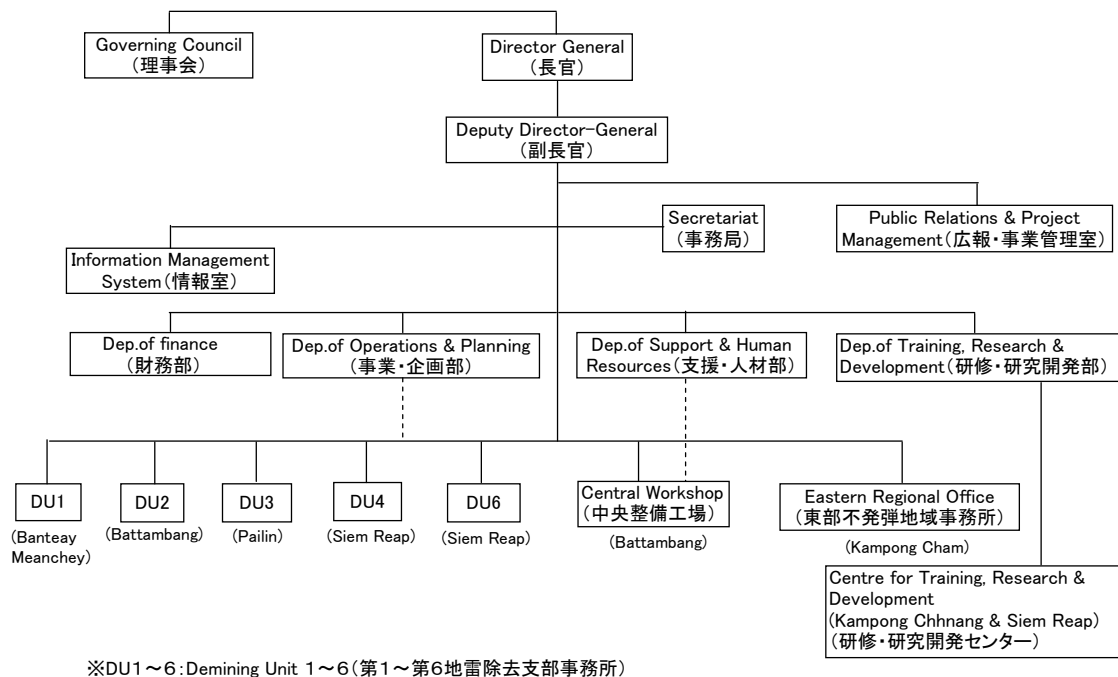 Governing Council
（理事会）
Director General
（長官）
Deputy Director-General
（副長官）
Secretariat
（事務局）
Public Relations & Project
Management（広報・事業管理室）
Information Management
System（情報室）
Dep.of finance
（財務部）
Dep.of Operations & Planning
（事業・企画部）
Dep.of Support & Human
Resources（支援・人材部）
Dep.of Training, Research &
Development（研修・研究開発部）
DU1
(Banteay
Meanchey)
DU2
(Battambang)
DU3
(Pailin)
DU4
(Siem Reap)
DU6
(Siem Reap)
Central Workshop
（中央整備工場）
(Battambang)
Eastern Regional Office
（東部不発弾地域事務所）
(Kampong Cham)
Centre for Training, Research &
Development
(Kampong Chhnang & Siem Reap)
（研修・研究開発センター）
※DU1～6：Demining Unit 1～6（第1～第6地雷除去支部事務所）